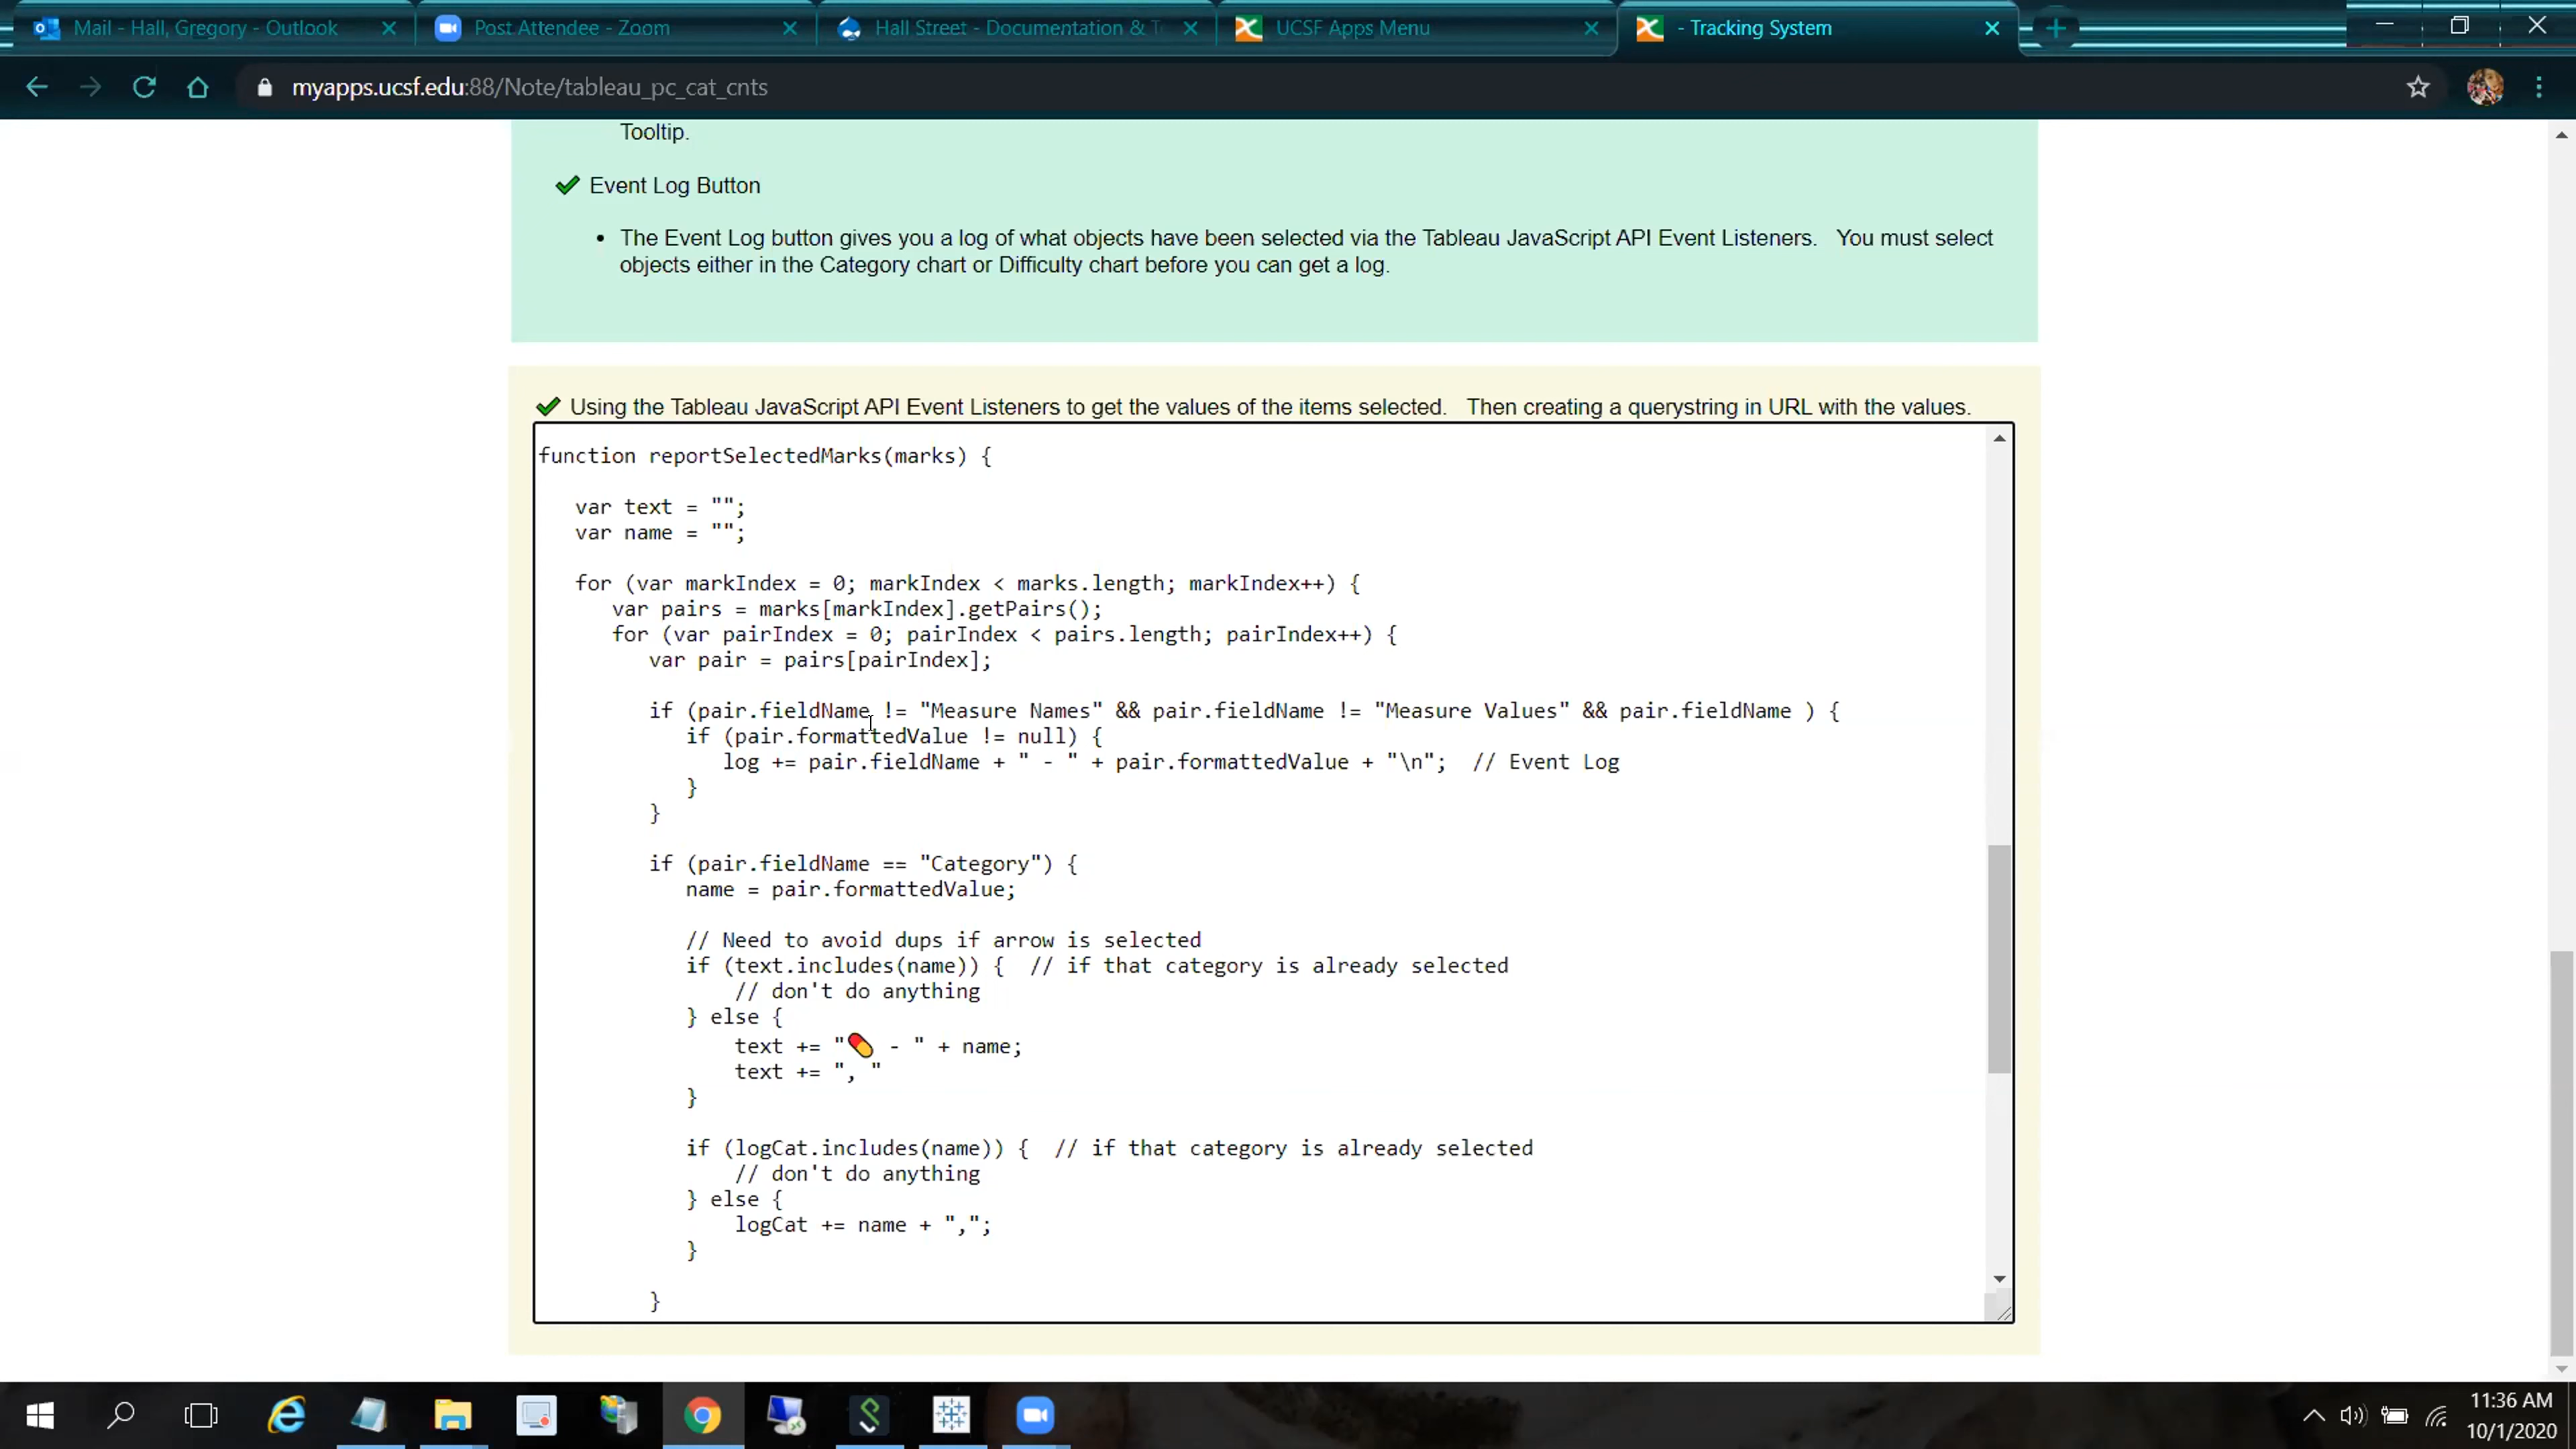 Mail - Hall, Gregory - Outlook
Post Attendee - Zoom
Hall Street - Documentation & T
UCSF Apps Menu
- Tracking System
myapps.ucsf.edu:88/Note/tableau_pc_cat_cnts
Tooltip.
Event Log Button
• The Event Log button gives you a log of what objects have been selected via the Tableau JavaScript API Event Listeners. You must select
objects either in the Category chart or Difficulty chart before you can get a log.
Using the Tableau JavaScript API Event Listeners to get the values of the items selected. Then creating a querystring in URL with the values.
function reportSelectedMarks(marks) {
var text = "";
var name = "";
for (var markIndex = 0; markIndex < marks.length; markIndex++) {
var pairs = marks[markIndex].getPairs();
for (var pairIndex = 0; pairIndex < pairs.length; pairIndex++) {
var pair = pairs[pairIndex];
if (pair.fieldName != "Measure Names" && pair.fieldName != "Measure Values" && pair.fieldName ) {
if (pair.formattedValue != null) {
log += pair.fieldName + " - " + pair.formattedValue + "\n"; // Event Log
}
}
if (pair.fieldName == "Category") {
name = pair.formattedValue;
// Need to avoid dups if arrow is selected
if (text.includes(name)) { // if that category is already selected
// don't do anything
} else {
text += "💊 - " + name;
text += ", "
}
if (logCat.includes(name)) { // if that category is already selected
// don't do anything
} else {
logCat += name + ",";
}
}
11:36 AM
10/1/2020